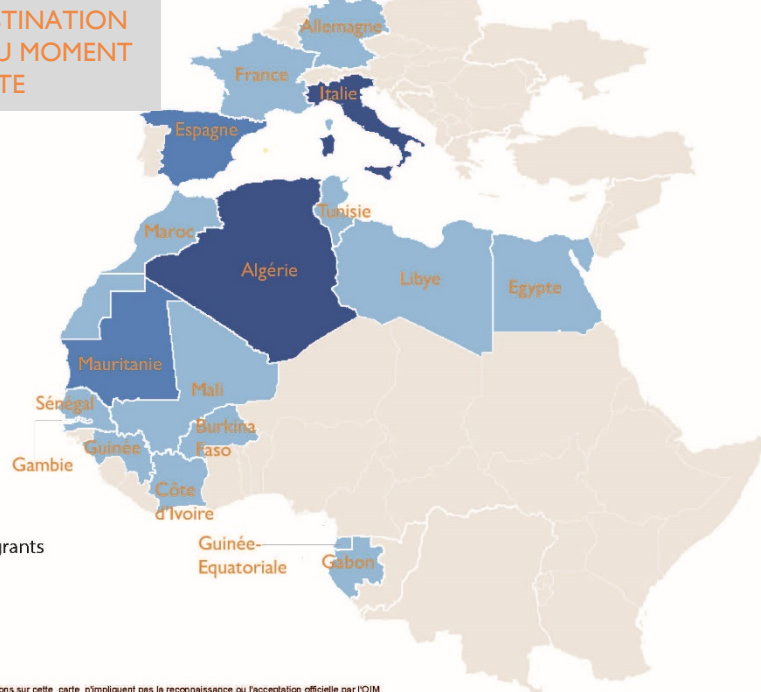 STINATION
U MOMENT
TE
Allemagne
France
Italie
Espagne
Tunisie
Maroc
Algérie
Libye
Egypte
Mauritanie
Mali
Sénégal
Burkina
Faso
Guinée
Gambie
Côte
d'Ivoire
Guinée-
Equatoriale
Gabon
grants
ons sur cette carte n'impliquent pas la reconnaissance ou l'acceptation officielle par l'OIM